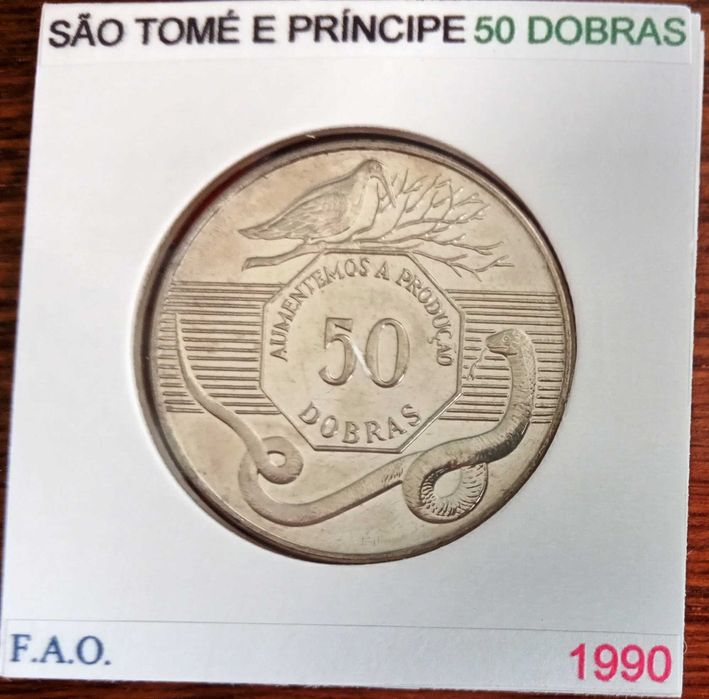 SÃO TOMÉ E PRÍNCIPE 50 DOBRAS
AUMENTEMOS A PRODUÇÃO
50
DOBRAS
F.A.O.
1990